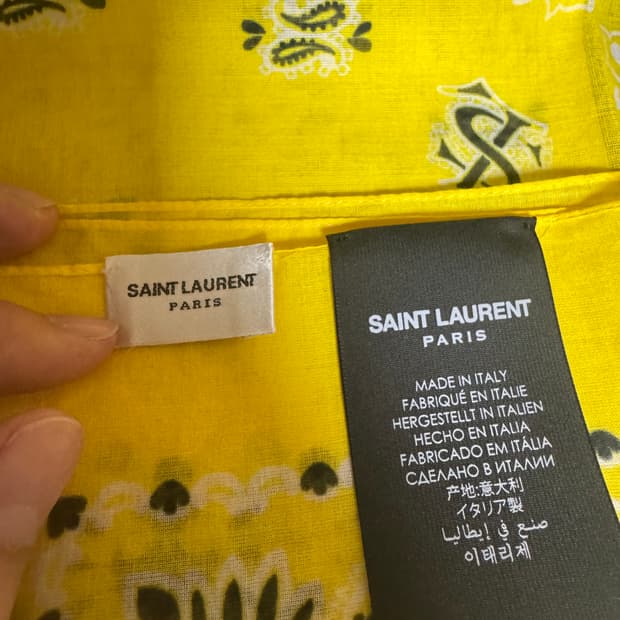 SAINT LAURENT
PARIS
SAINT LAURENT
PARIS
MADE IN ITALY
FABRIQUÉ EN ITALIE
HERGESTELLT IN ITALIEN
HECHO EN ITALIA
FABRICADO EM ITÁLIA
СДЕЛАНО В ИТАЛИИ
产地:意大利
イタリア製
صنع في إيطاليا
이태리제